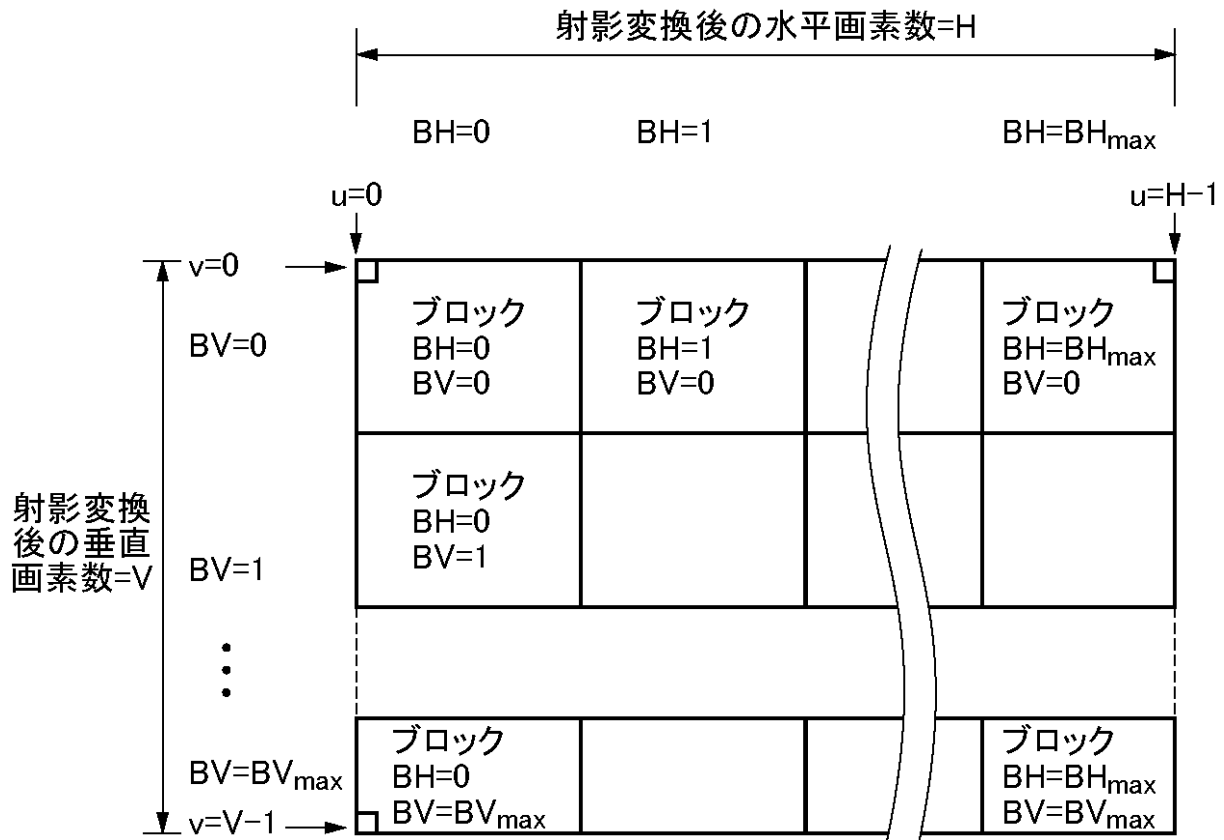 射影変換後の水平画素数=H
BH=0
BH=1
BH=BHmax
u=0
u=H-1
v=0
BV=0
ブロック
BH=0
BV=0
ブロック
BH=1
BV=0
ブロック
BH=BHmax
BV=0
射影変換
後の垂直
画素数=V
BV=1
ブロック
BH=0
BV=1
BV=BVmax
v=V-1
ブロック
BH=0
BV=BVmax
ブロック
BH=BHmax
BV=BVmax